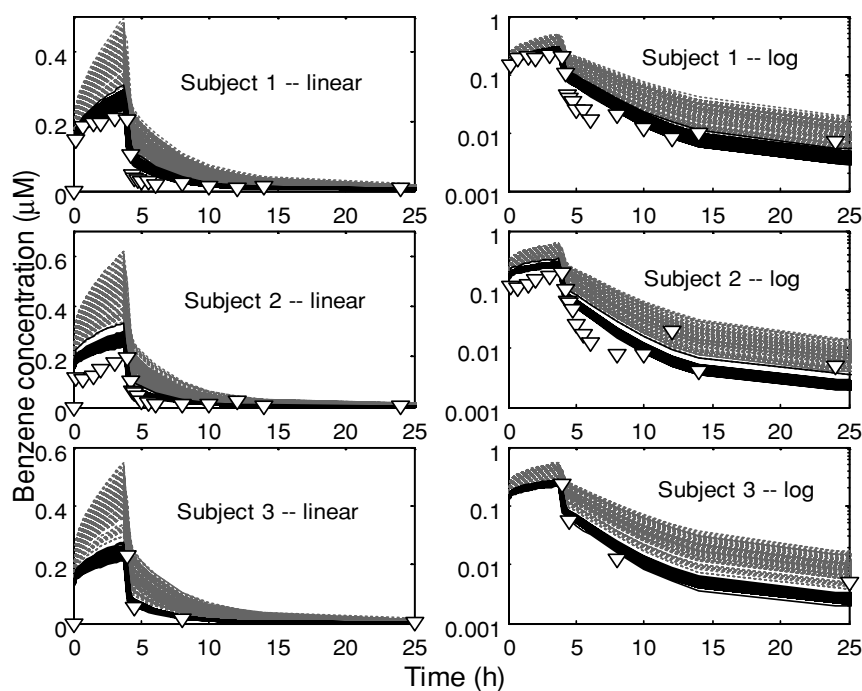 Benzene concentration (μM)
0.4
0.2
0
Subject 1 -- linear
0 5 10 15 20 25
1
0.1
0.01
0.001
Subject 1 -- log
0 5 10 15 20 25
0.6
0.4
0.2
0
Subject 2 -- linear
0 5 10 15 20 25
1
0.1
0.01
0.001
Subject 2 -- log
0 5 10 15 20 25
0.6
0.4
0.2
0
Subject 3 -- linear
0 5 10 15 20 25
1
0.1
0.01
0.001
Subject 3 -- log
0 5 10 15 20 25
Time (h)